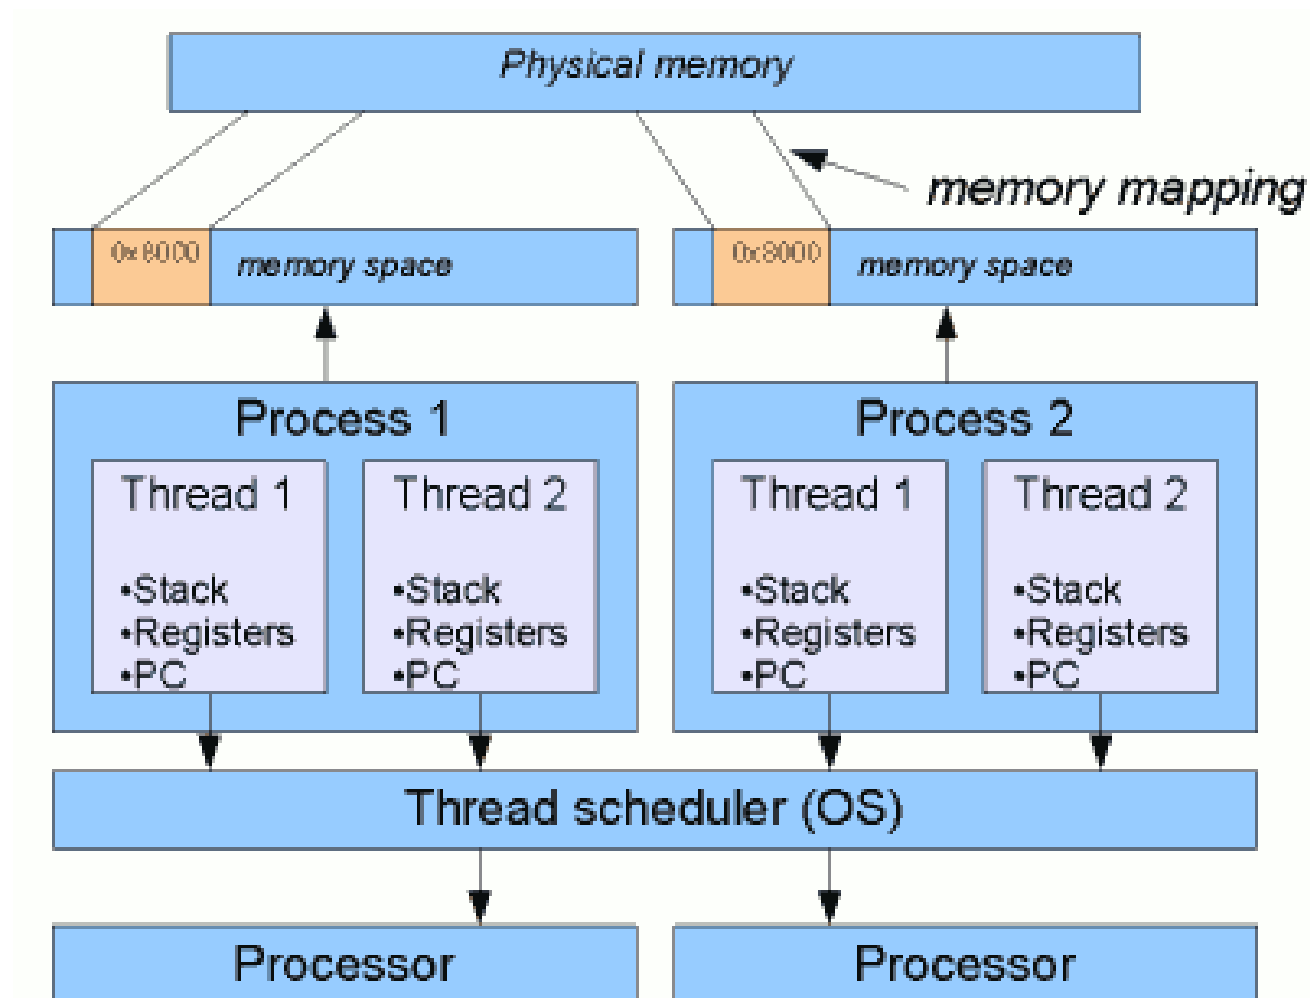 Physical memory
memory mapping
0x8000
memory space
0x8000
memory space
Process 1
Process 2
Thread 1
•Stack
•Registers
•PC
Thread 2
•Stack
•Registers
•PC
Thread 1
•Stack
•Registers
•PC
Thread 2
•Stack
•Registers
•PC
Thread scheduler (OS)
Processor
Processor